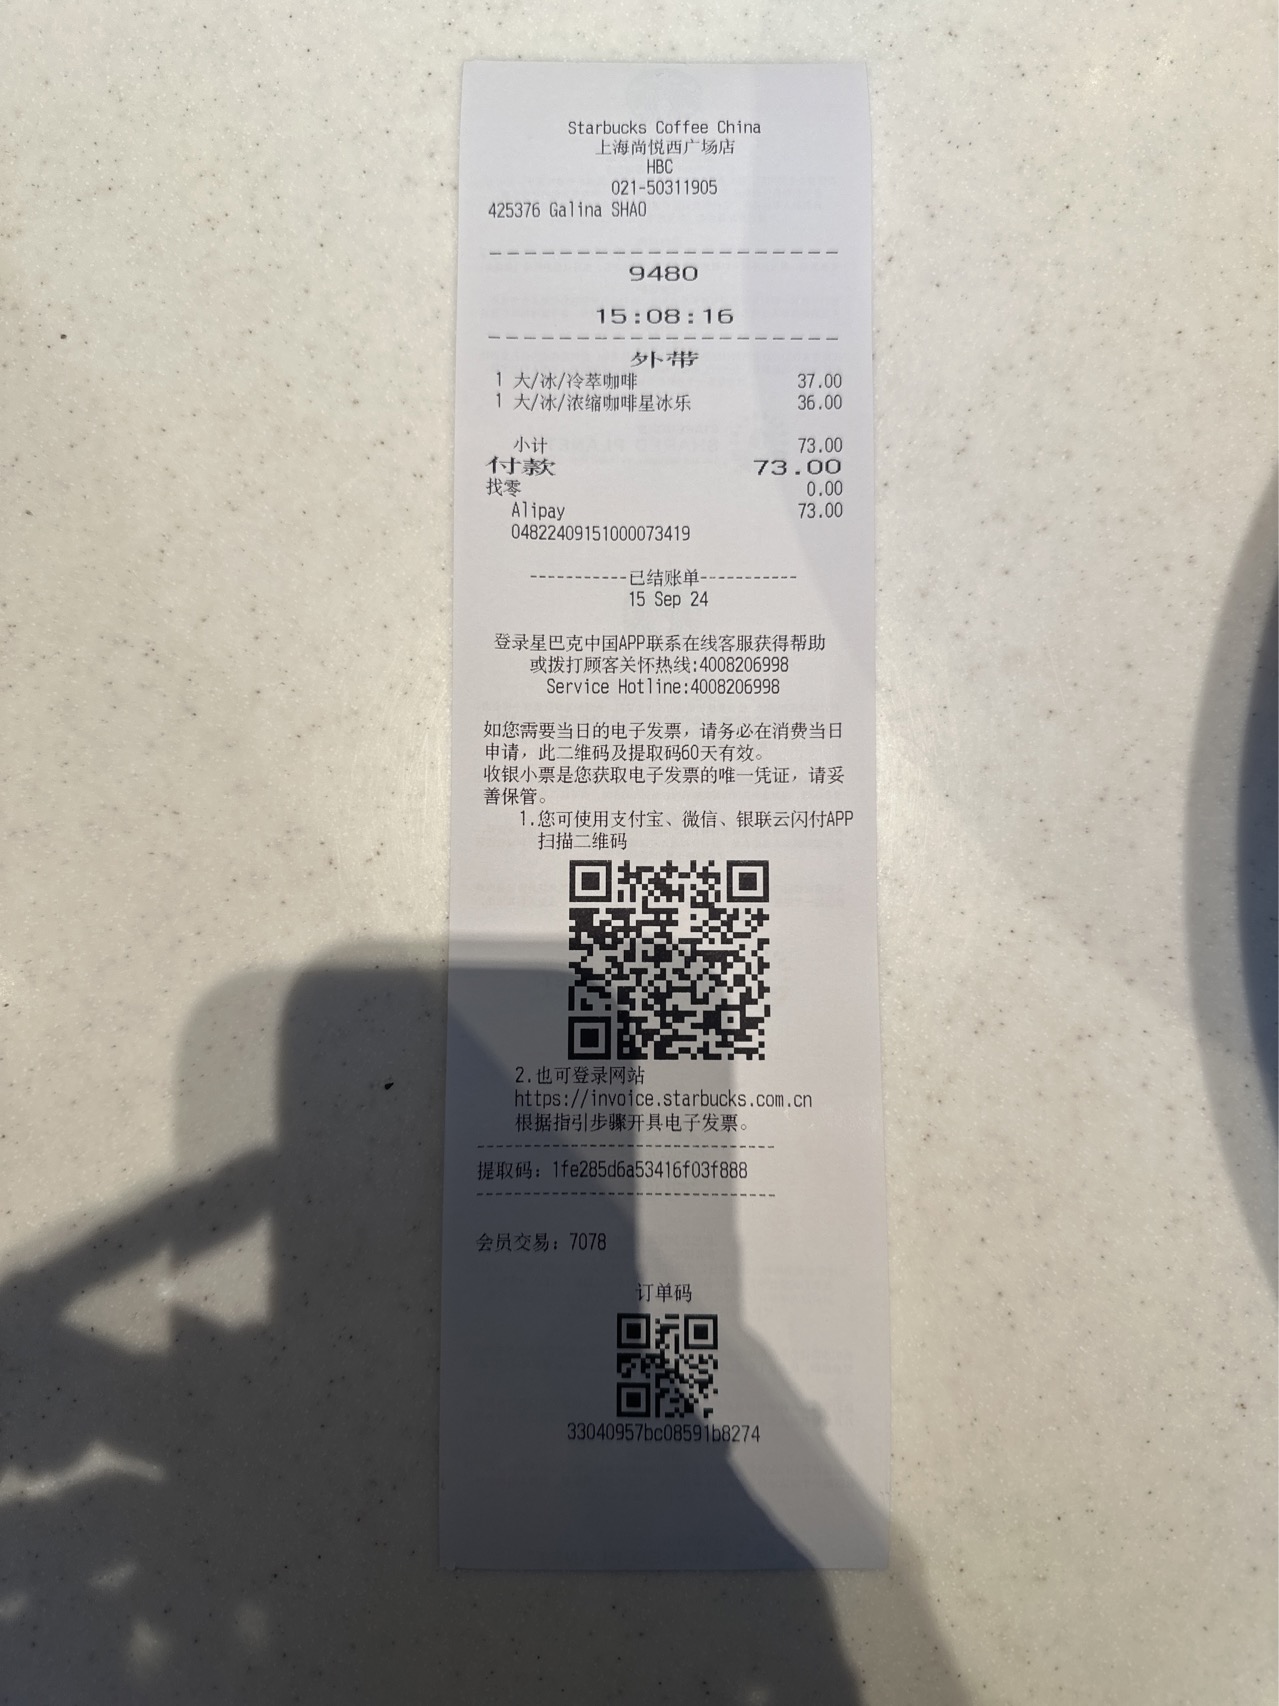 Starbucks Coffee China
上海尚悦西广场店
HBC
021-50311905
425376 Galina SHAO
9480
15:08:16
外带
1 大/冰/冷萃咖啡 37.00
1 大/冰/浓缩咖啡星冰乐 36.00
小计 73.00
付款 73.00
找零 0.00
Alipay 73.00
04822409151000073419
-----------已结账单-----------
15 Sep 24
登录星巴克中国APP联系在线客服获得帮助
或拨打顾客关怀热线:4008206998
Service Hotline:4008206998
如您需要当日的电子发票，请务必在消费当日
申请，此二维码及提取码60天有效。
收银小票是您获取电子发票的唯一凭证，请妥
善保管。
1.您可使用支付宝、微信、银联云闪付APP
扫描二维码
2.也可登录网站
https://invoice.starbucks.com.cn
根据指引步骤开具电子发票。
提取码：1fe285d6a53416f03f888
会员交易：7078
订单码
33040957bc08591b8274